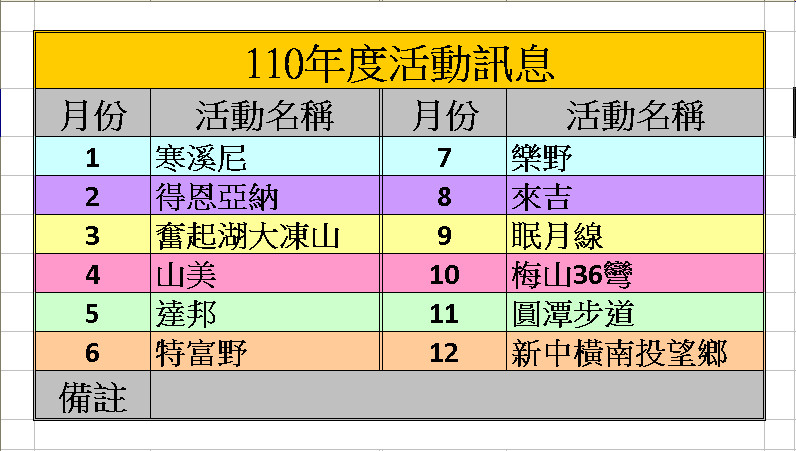 110年度活動訊息
月份 活動名稱 月份 活動名稱
1 寒溪尼 7 樂野
2 得恩亞納 8 來吉
3 奮起湖大凍山 9 眠月線
4 山美 10 梅山36彎
5 達邦 11 圓潭步道
6 特富野 12 新中橫南投望鄉
備註